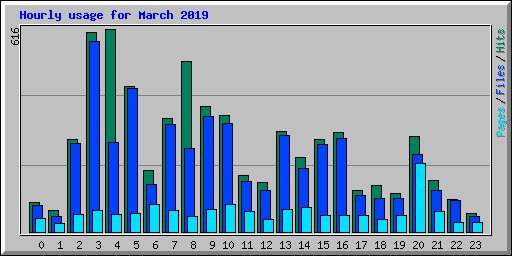 Hourly usage for March 2019
616
Pages / Files / Hits
0 1 2 3 4 5 6 7 8 9 10 11 12 13 14 15 16 17 18 19 20 21 22 23